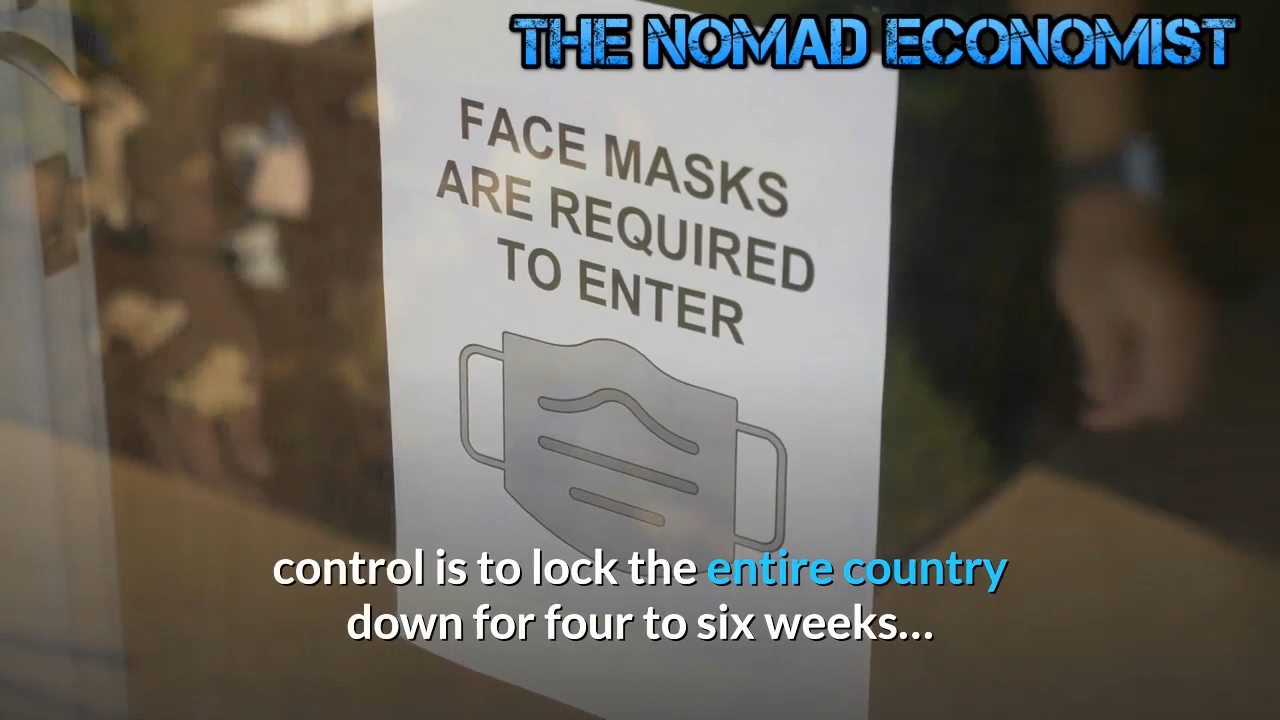 THE NOMAD ECONOMIST
FACE MASKS
ARE REQUIRED
TO ENTER
control is to lock the entire country
down for four to six weeks...